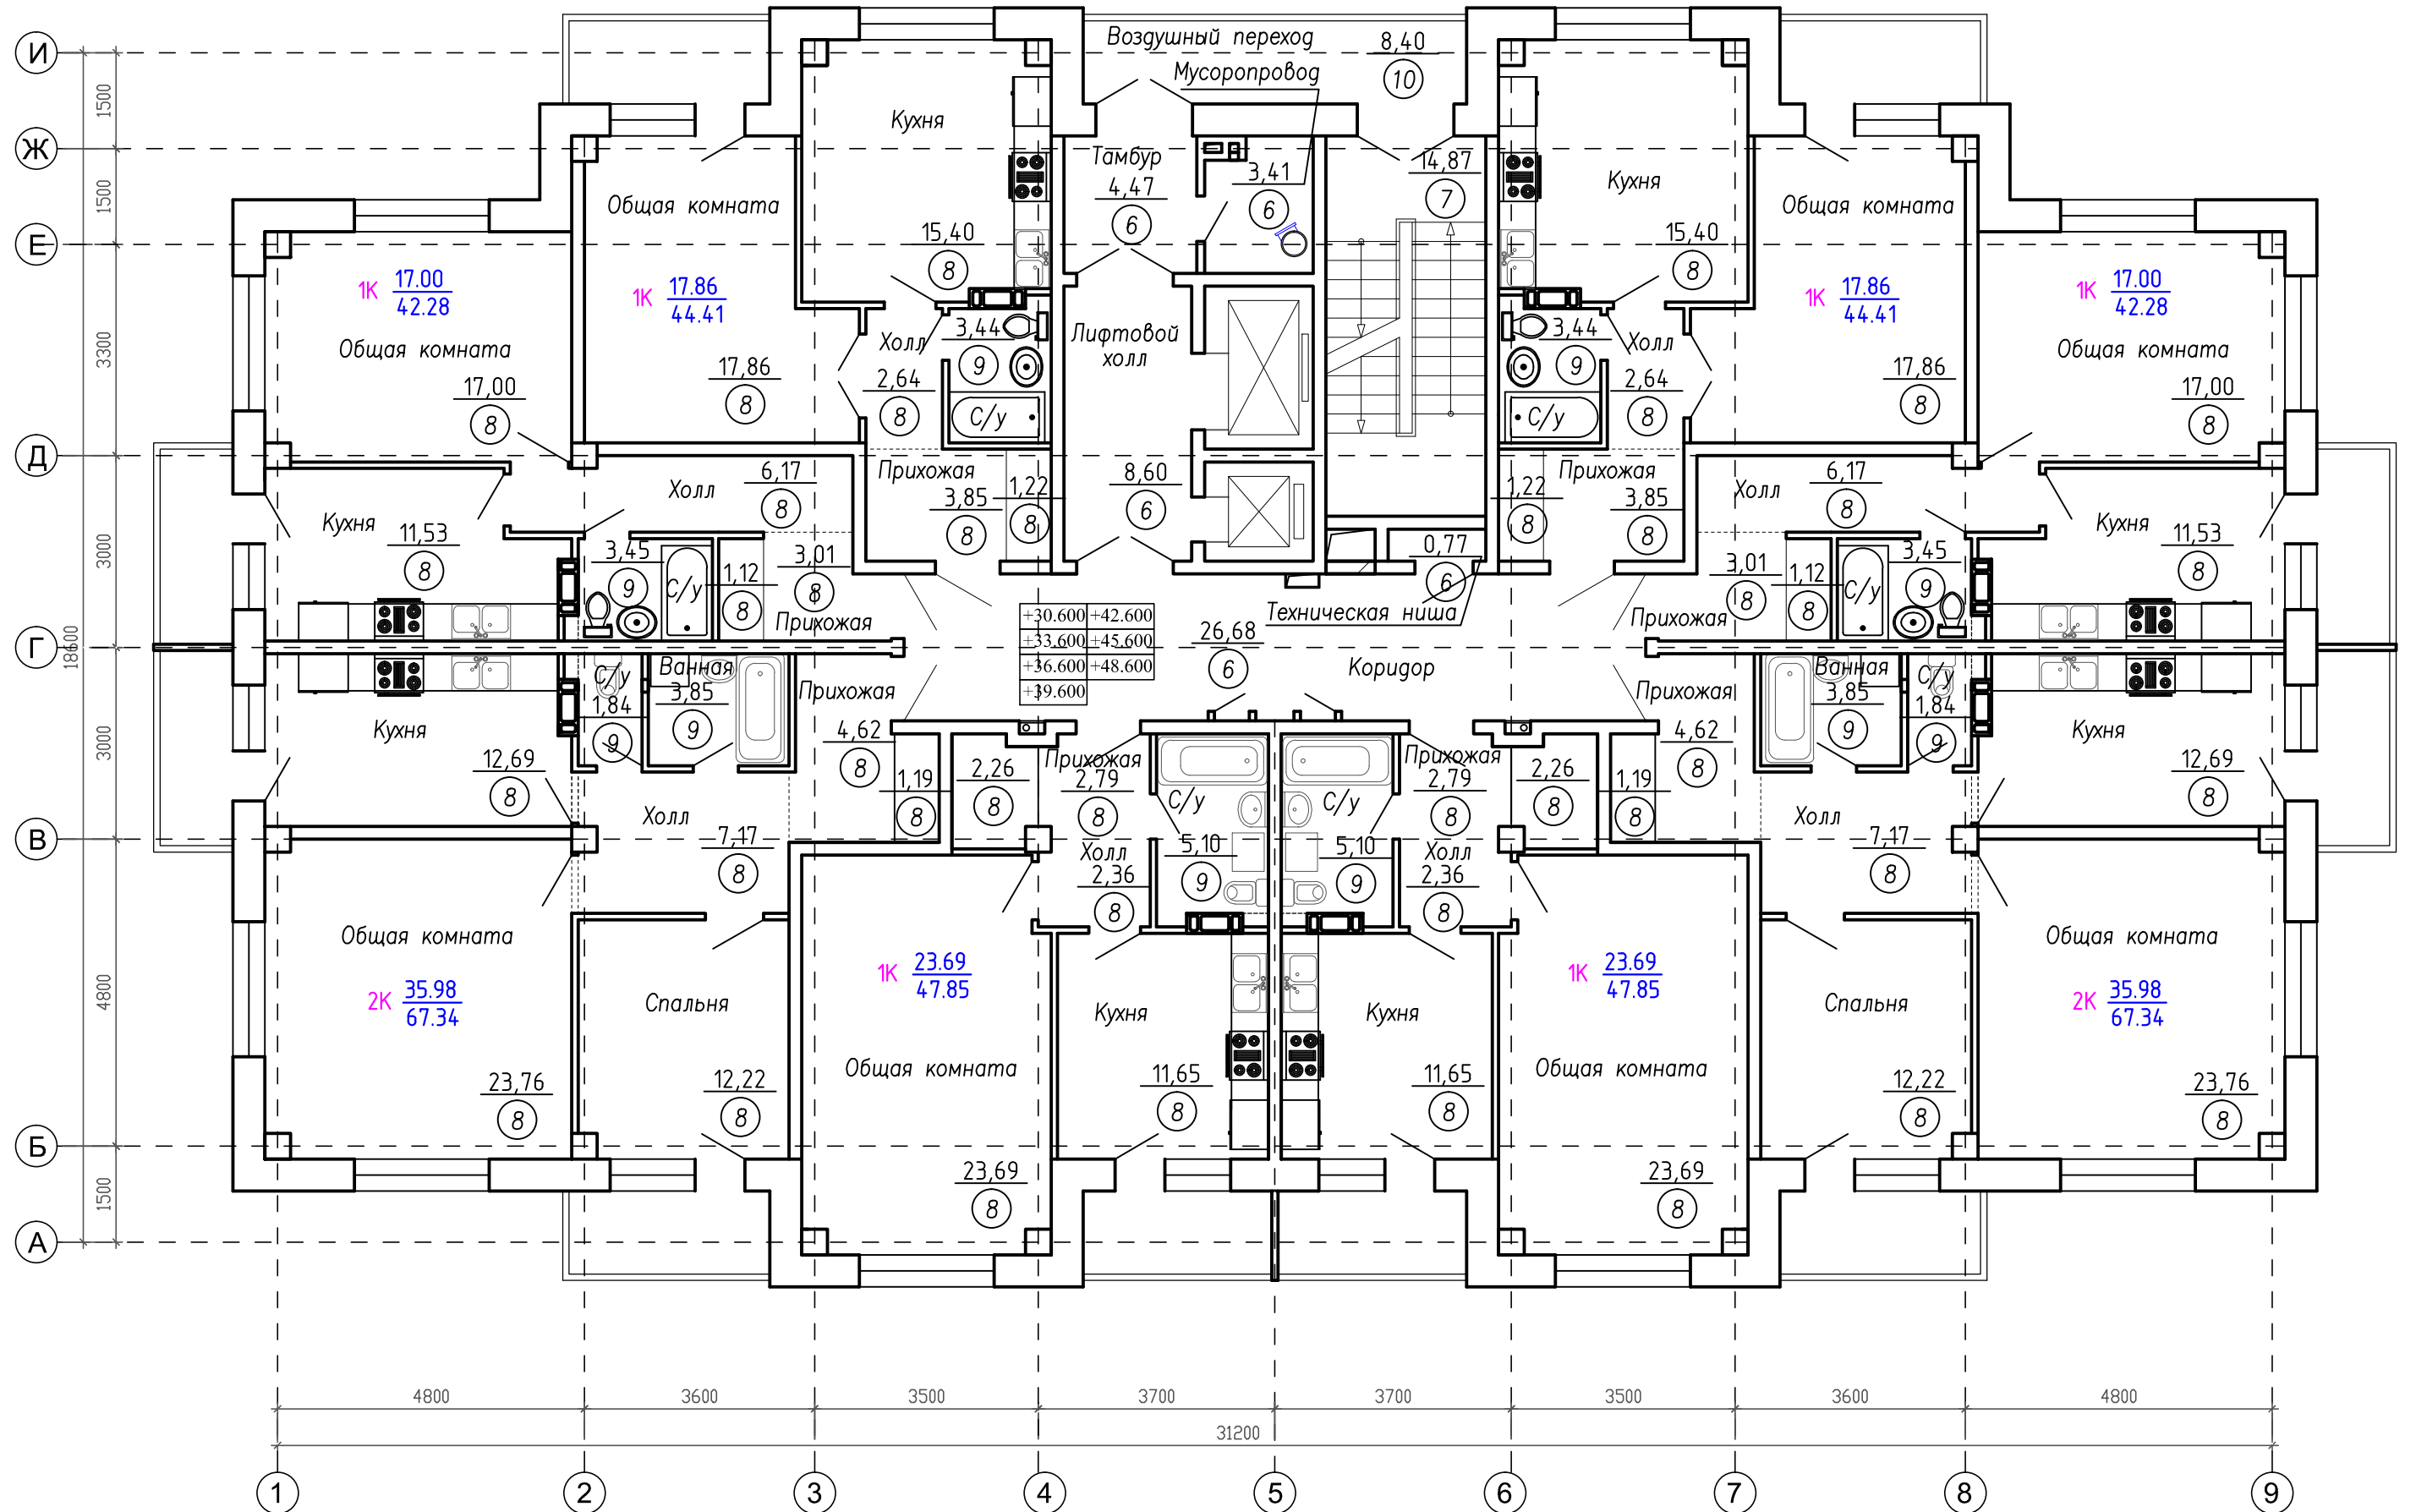 И
Воздушный переход
8,40
10
1500
Мусоропровод
Ж
Кухня
Тамбур
4,47
6
3,41
6
14,87
7
Кухня
1500
Общая комната
Общая комната
Е
15,40
8
15,40
8
1К 17.00
42.28
1К 17.86
44.41
1К 17.86
44.41
1К 17.00
42.28
3300
Общая комната
Холл
3,44
9
Лифтовой
холл
3,44
9
Холл
Общая комната
17,00
8
17,86
8
2,64
8
С/у
С/у
2,64
8
17,86
8
17,00
8
Д
Холл
6,17
8
Прихожая
3,85
8
1,22
8
8,60
6
1,22
8
Прихожая
3,85
8
Холл
6,17
8
3000
Кухня
11,53
8
3,45
9
С/у
1,12
8
3,01
8
Прихожая
0,77
6
3,01
8
1,12
8
С/у
3,45
9
Кухня
11,53
8
Прихожая
+30.600 +42.600
+33.600 +45.600
+36.600 +48.600
+39.600
Техническая ниша
26,68
6
Коридор
Г
18600
С/у
1,84
9
Ванная
3,85
9
Прихожая
4,62
8
Прихожая
4,62
8
Ванная
3,85
9
С/у
1,84
9
3000
Кухня
12,69
8
1,19
8
2,26
8
Прихожая
2,79
8
С/у
5,10
9
С/у
5,10
9
Прихожая
2,79
8
2,26
8
1,19
8
Кухня
12,69
8
В
Холл
7,17
8
Холл
2,36
8
Холл
2,36
8
Холл
7,17
8
4800
Общая комната
2К 35.98
67.34
Спальня
1К 23.69
47.85
Кухня
Кухня
1К 23.69
47.85
Спальня
Общая комната
2К 35.98
67.34
Общая комната
Общая комната
23,76
8
12,22
8
11,65
8
11,65
8
12,22
8
23,76
8
Б
23,69
8
23,69
8
1500
А
4800 3600 3500 3700 3700 3500 3600 4800
31200
1 2 3 4 5 6 7 8 9